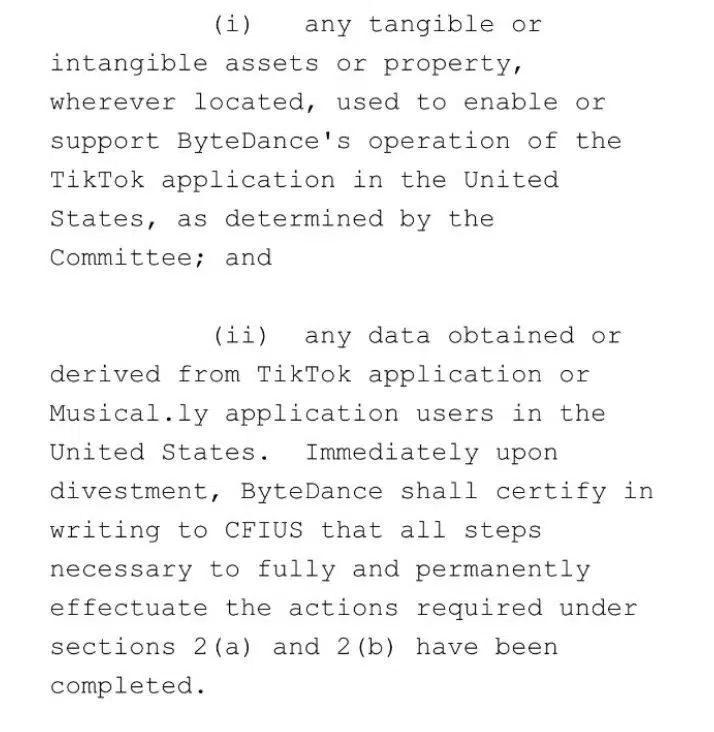 (i) any tangible or
intangible assets or property,
wherever located, used to enable or
support ByteDance's operation of the
TikTok application in the United
States, as determined by the
Committee; and
(ii) any data obtained or
derived from TikTok application or
Musical.ly application users in the
United States. Immediately upon
divestment, ByteDance shall certify in
writing to CFIUS that all steps
necessary to fully and permanently
effectuate the actions required under
sections 2(a) and 2(b) have been
completed.